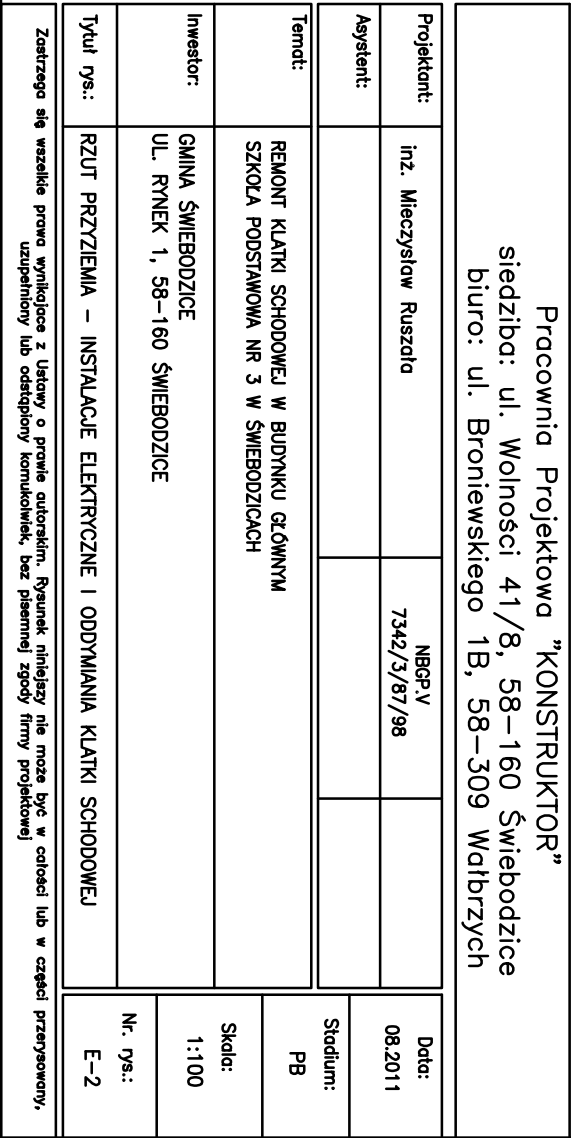 Pracownia Projektowa "KONSTRUKTOR"
siedziba: ul. Wolności 41/8, 58-160 Świebodzice
biuro: ul. Broniewskiego 1B, 58-309 Wałbrzych
Projektant:
inż. Mieczysław Ruszała
NBGP.V
7342/3/87/98
Data:
08.2011
Asystent:
Stadium:
PB
Temat:
REMONT KLATKI SCHODOWEJ W BUDYNKU GŁÓWNYM
SZKOŁA PODSTAWOWA NR 3 W ŚWIEBODZICACH
Skala:
1:100
Inwestor:
GMINA ŚWIEBODZICE
UL. RYNEK 1, 58-160 ŚWIEBODZICE
Tytuł rys.:
RZUT PRZYZIEMIA – INSTALACJE ELEKTRYCZNE I ODDYMIANIA KLATKI SCHODOWEJ
Nr. rys.:
E-2
Zastrzega się wszelkie prawa wynikające z Ustawy o prawie autorskim. Rysunek niniejszy nie może być w całości lub w części przerysowany,
uzupełniony lub odstąpiony komukolwiek, bez pisemnej zgody firmy projektowej